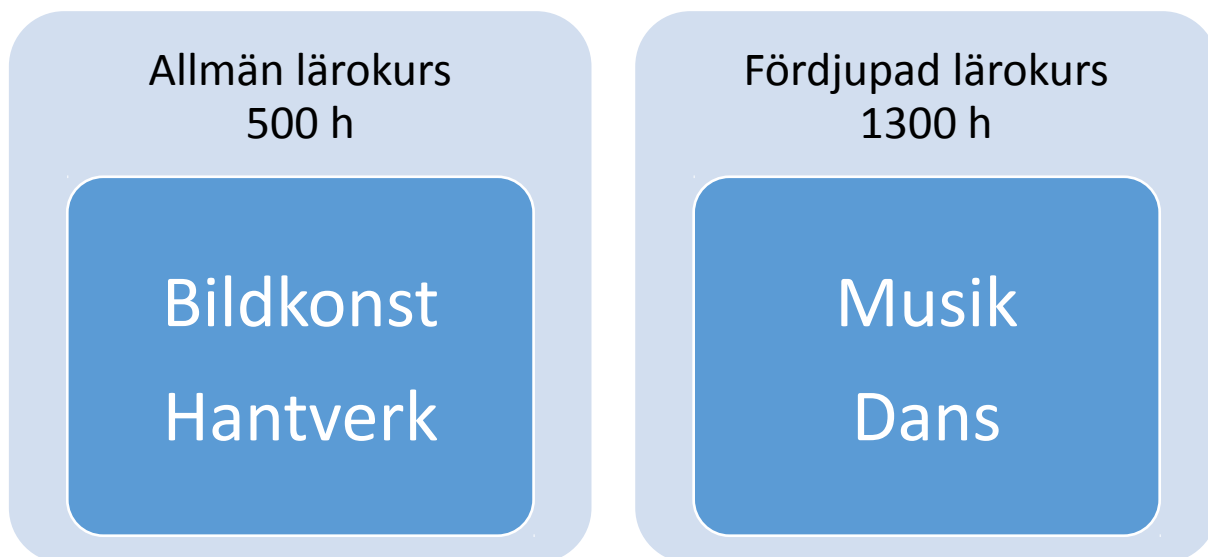 Allmän lärokurs
500 h
Bildkonst
Hantverk
Fördjupad lärokurs
1300 h
Musik
Dans